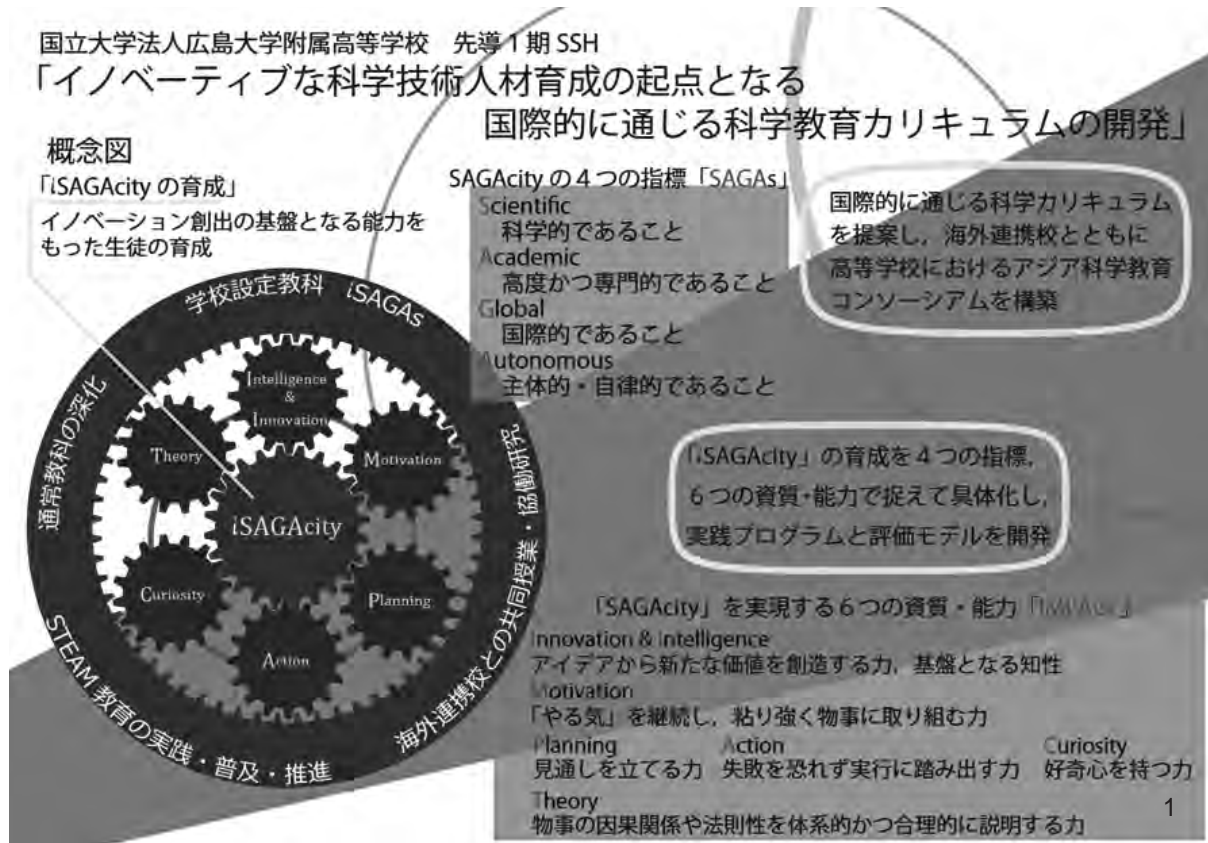 国立大学法人広島大学附属高等学校　先導１期 SSH
「イノベーティブな科学技術人材育成の起点となる
国際的に通じる科学教育カリキュラムの開発」
概念図
「iSAGAcity の育成」
イノベーション創出の基盤となる能力を
もった生徒の育成
SAGAcity の４つの指標「SAGAs」
Scientific
科学的であること
Academic
高度かつ専門的であること
Global
国際的であること
Autonomous
主体的・自律的であること
国際的に通じる科学カリキュラム
を提案し，海外連携校とともに
高等学校におけるアジア科学教育
コンソーシアムを構築
学校設定教科　iSAGAs
通常教科の深化
海外連携校との共同授業・協働研究
STEAM 教育の実践・普及・推進
Intelligence
&
Innovation
Theory
Motivation
iSAGAcity
Curiosity
Planning
Action
「iSAGAcity」の育成を４つの指標，
６つの資質・能力で捉えて具体化し，
実践プログラムと評価モデルを開発
「SAGAcity」を実現する６つの資質・能力「IMPACT」
Innovation & Intelligence
アイデアから新たな価値を創造する力，基盤となる知性
Motivation
「やる気」を継続し，粘り強く物事に取り組む力
Planning
見通しを立てる力
Action
失敗を恐れず実行に踏み出す力
Curiosity
好奇心を持つ力
Theory
物事の因果関係や法則性を体系的かつ合理的に説明する力
1